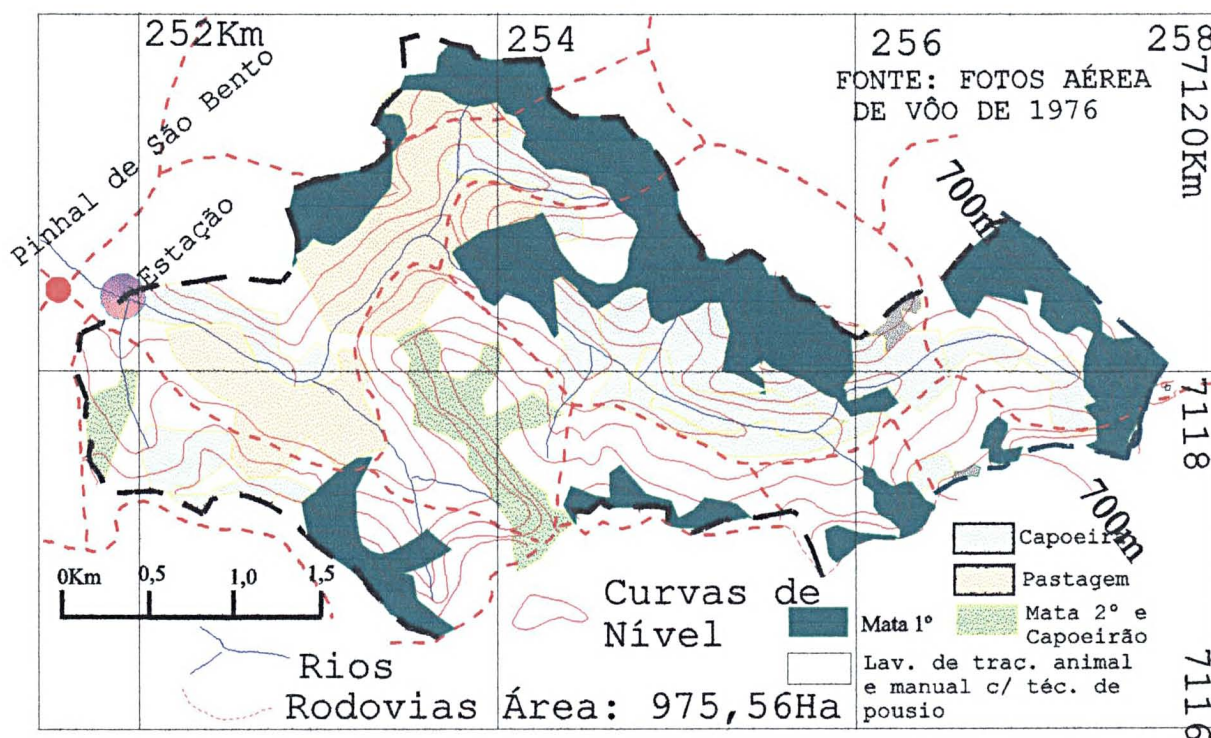 252Km
254
256
258
FONTE: FOTOS AÉREA
DE VÔO DE 1976
7120Km
Pinhal de São Bento
Estação
700m
7118
700m
0Km 0,5 1,0 1,5
Curvas de
Nível
Capoeira
Pastagem
Mata 1º
Mata 2º e
Capoeirão
Rios
Rodovias
Área: 975,56Ha
Lav. de trac. animal
e manual c/ téc. de
pousio
7116